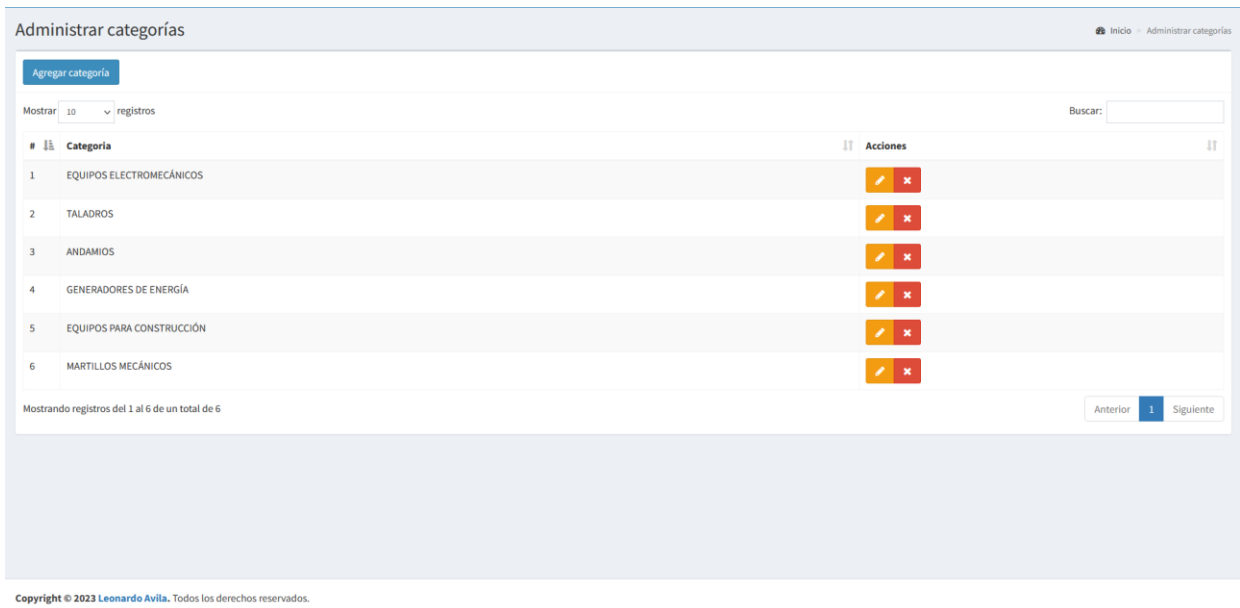 Administrar categorías
Inicio > Administrar categorías
Agregar categoría
Mostrar 10 registros Buscar:
# Categoria Acciones
1 EQUIPOS ELECTROMECÁNICOS
2 TALADROS
3 ANDAMIOS
4 GENERADORES DE ENERGÍA
5 EQUIPOS PARA CONSTRUCCIÓN
6 MARTILLOS MECÁNICOS
Mostrando registros del 1 al 6 de un total de 6 Anterior 1 Siguiente
Copyright © 2023 Leonardo Avila. Todos los derechos reservados.